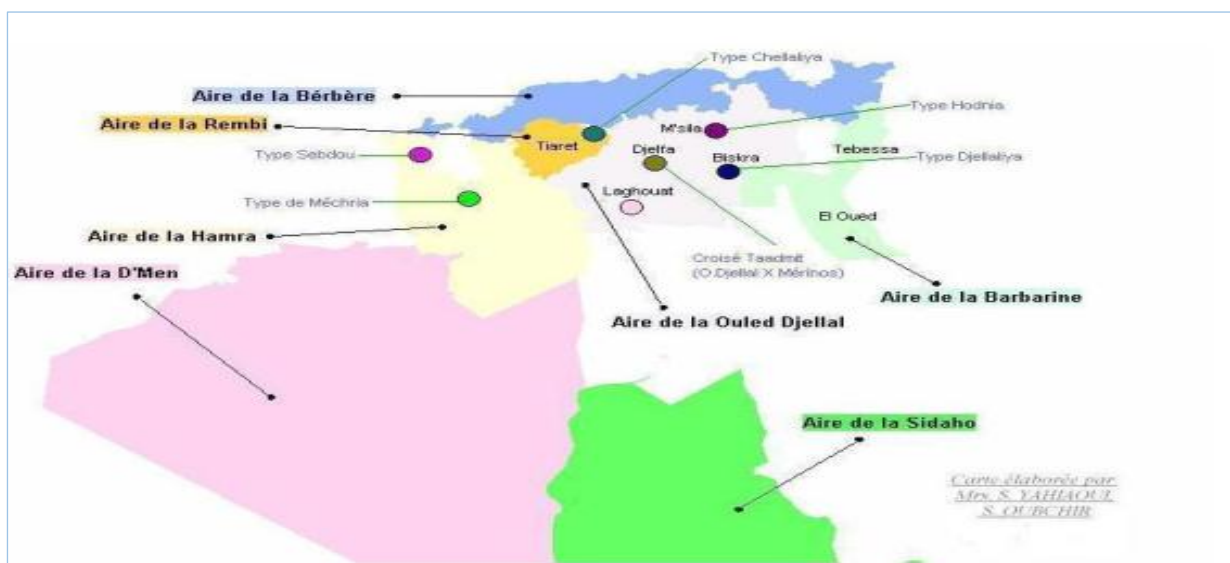 Type Chellaliya
Aire de la Bérbère
Type Hodnia
Aire de la Rembi
M'sila
Tiaret
Djelfa
Tebessa
Type Sebdou
Biskra
Type Djellaliya
Laghouat
Type de Méchria
El Oued
Aire de la Hamra
Croisé Taadmit
(O.Djellal X Mérinos)
Aire de la D'Men
Aire de la Barbarine
Aire de la Ouled Djellal
Aire de la Sidaho
Carte élaborée par
Mrs. S. YAHIAOUI,
S. OUBCHIR